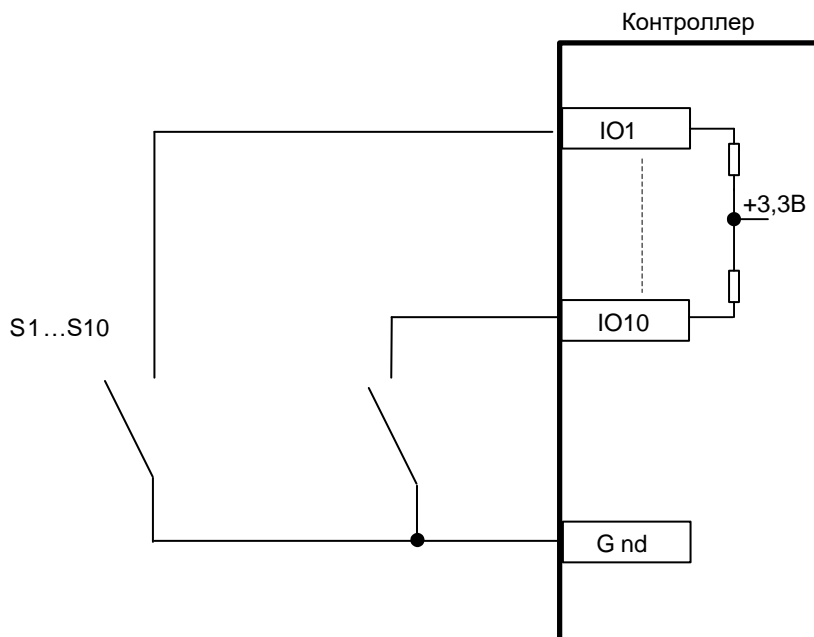 Контроллер
IO1
+3,3В
IO10
S1...S10
G nd